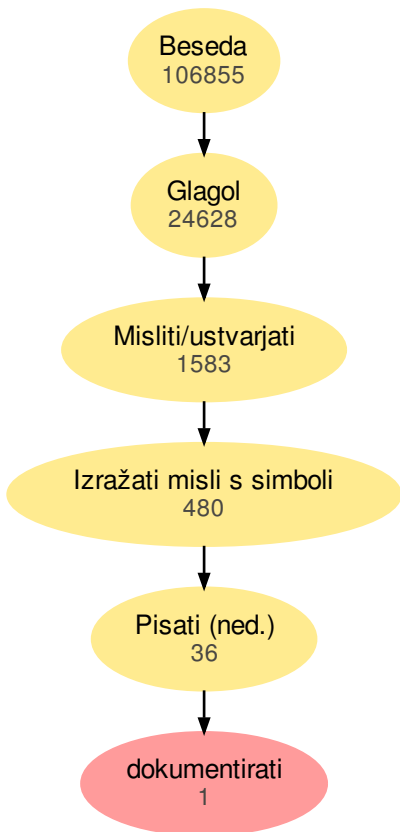 Beseda
106855
Glagol
24628
Misliti/ustvarjati
1583
Izražati misli s simboli
480
Pisati (ned.)
36
dokumentirati
1